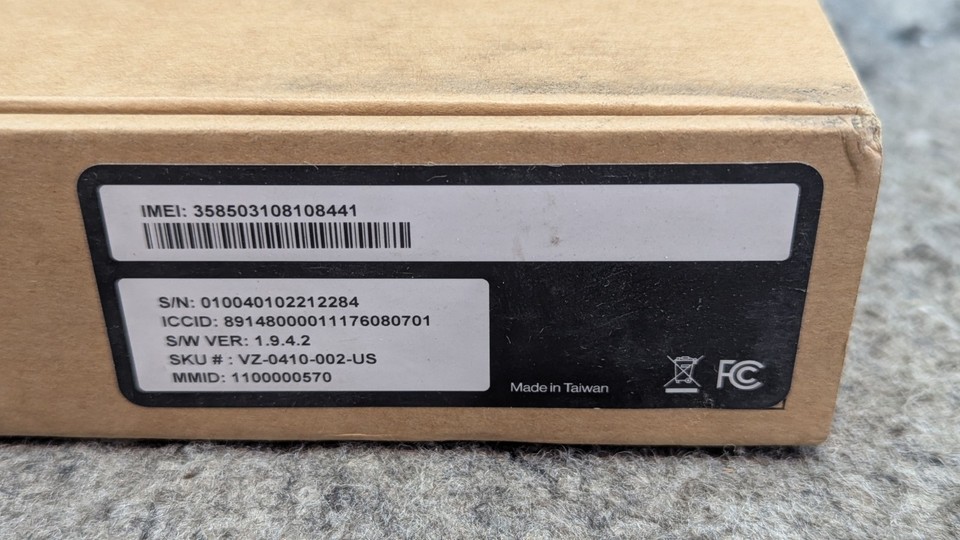 IMEI: 358503108108441
S/N: 010040102212284
ICCID: 89148000011176080701
S/W VER: 1.9.4.2
SKU # : VZ-0410-002-US
MMID: 1100000570
Made in Taiwan
FC